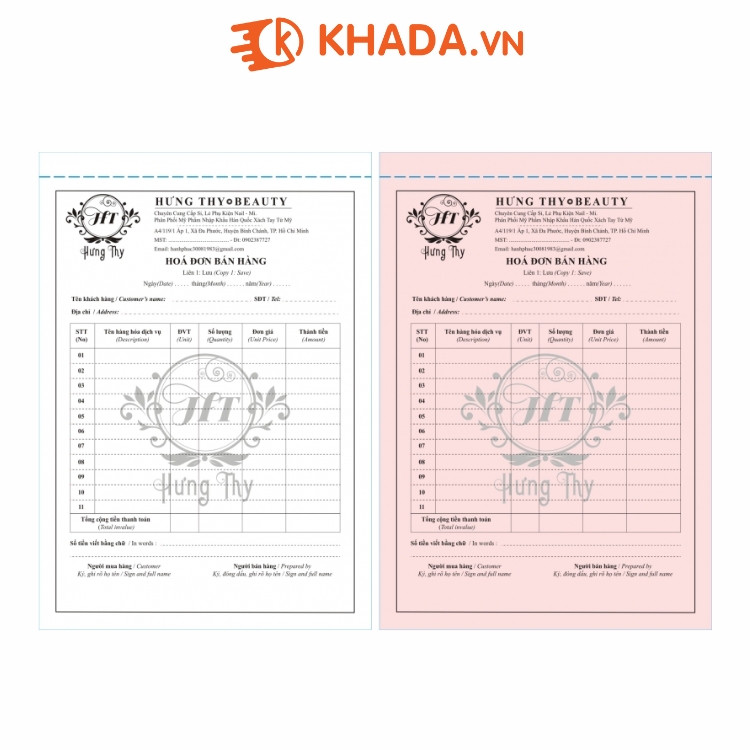 KHADA.VN
HƯNG THY BEAUTY
Chuyên Cung Cấp Sỉ, Lẻ Phụ Kiện Nail - Mi.
Phân Phối Mỹ Phẩm Nhập Khẩu Hàn Quốc Xách Tay Từ Mỹ
A4/119/1 Ấp 1, Xã Đa Phước, Huyện Bình Chánh, TP. Hồ Chí Minh
MST: - Đt: 0902387727
Email: hanhphuc30081983@gmail.com
HƯNG THY
HOÁ ĐƠN BÁN HÀNG
Liên 1: Lưu (Copy 1: Save)
Ngày(Date) ...... tháng(Month) ...... năm(Year) ......
Tên khách hàng / Customer's name: SĐT / Tel:
Địa chỉ / Address:
STT Tên hàng hóa dịch vụ ĐVT Số lượng Đơn giá Thành tiền
(No) (Description) (Unit) (Quantity) (Unit Price) (Amount)
01
02
03
04
05
06
07
08
09
10
11
JfT
Hưng Thy
Tổng cộng tiền thanh toán
(Total invalue)
Số tiền viết bằng chữ / In words :
Người mua hàng / Customer Người bán hàng / Prepared by
Ký, ghi rõ họ tên / Sign and full name Ký, đóng dấu, ghi rõ họ tên / Sign and full name
HƯNG THY BEAUTY
Chuyên Cung Cấp Sỉ, Lẻ Phụ Kiện Nail - Mi.
Phân Phối Mỹ Phẩm Nhập Khẩu Hàn Quốc Xách Tay Từ Mỹ
A4/119/1 Ấp 1, Xã Đa Phước, Huyện Bình Chánh, TP. Hồ Chí Minh
MST: - Đt: 0902387727
Email: hanhphuc30081983@gmail.com
Hưng Thy
HOÁ ĐƠN BÁN HÀNG
Liên 1: Lưu (Copy 1: Save)
Ngày(Date) ...... tháng(Month) ...... năm(Year) ......
Tên khách hàng / Customer's name: SĐT / Tel:
Địa chỉ / Address:
STT Tên hàng hóa dịch vụ ĐVT Số lượng Đơn giá Thành tiền
(No) (Description) (Unit) (Quantity) (Unit Price) (Amount)
01
02
03
04
05
06
07
08
09
10
11
JfT
Hưng Thy
Tổng cộng tiền thanh toán
(Total invalue)
Số tiền viết bằng chữ / In words :
Người mua hàng / Customer Người bán hàng / Prepared by
Ký, ghi rõ họ tên / Sign and full name Ký, đóng dấu, ghi rõ họ tên / Sign and full name